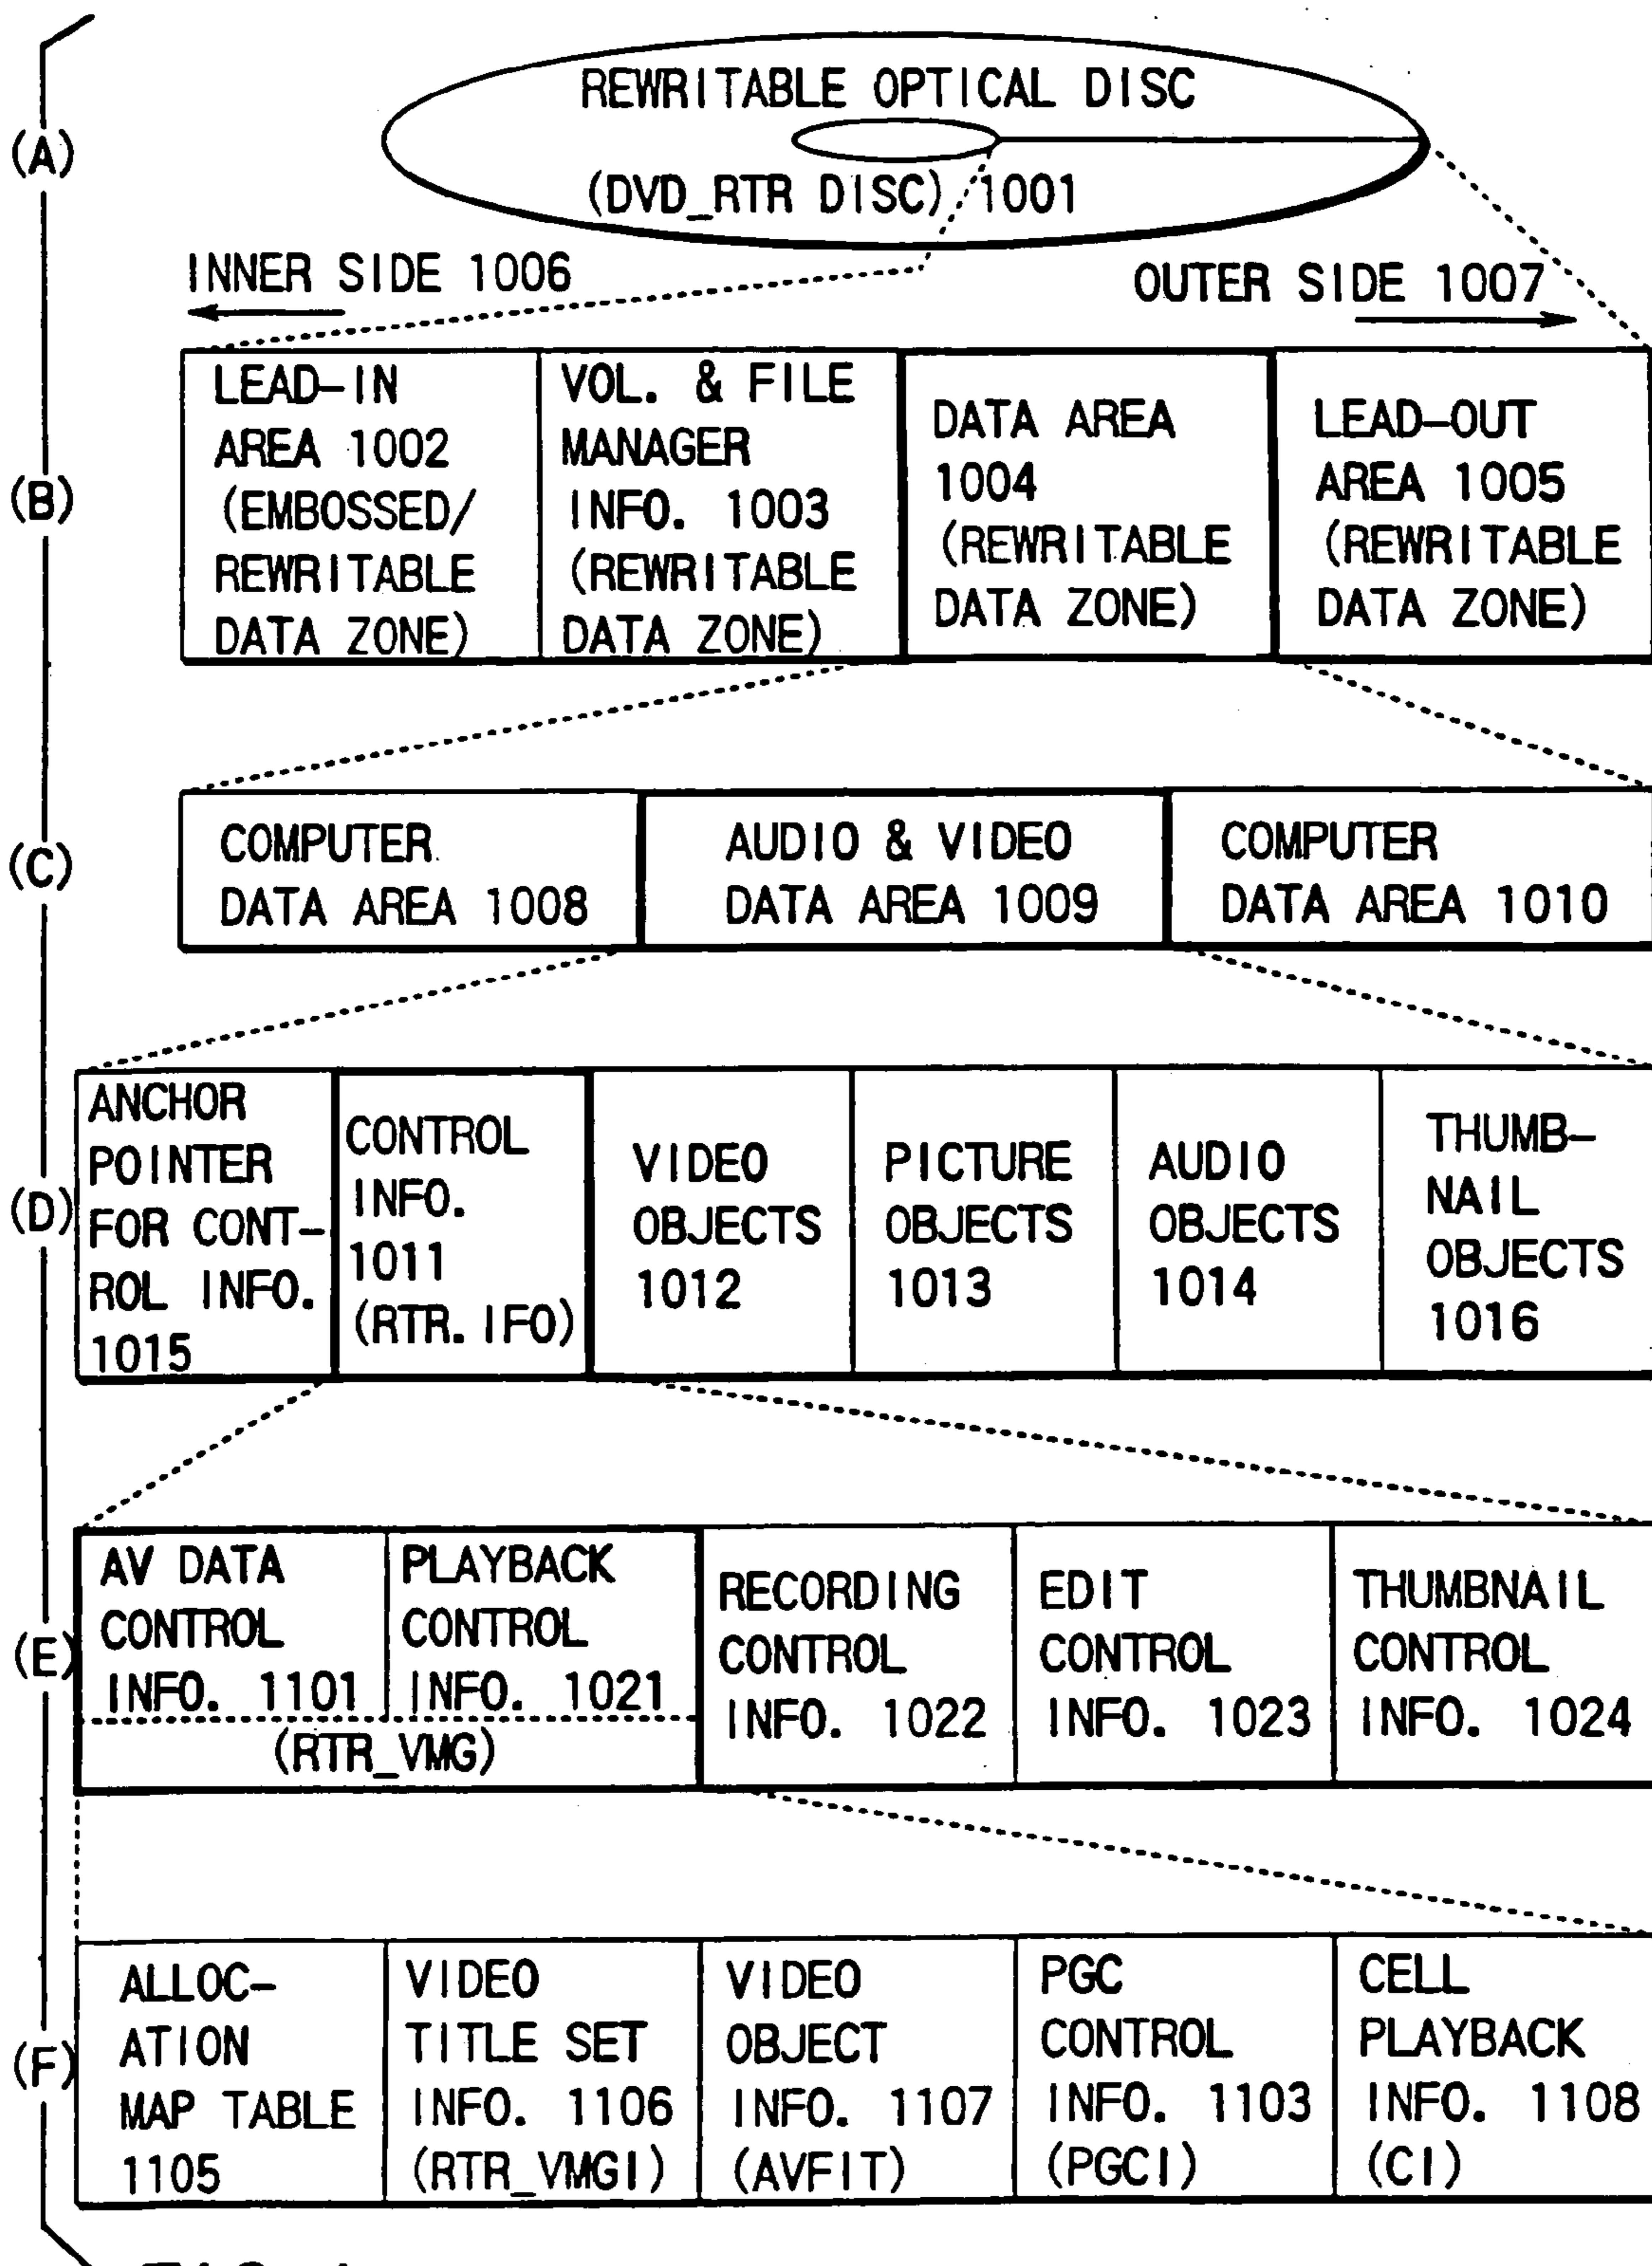 (A)
REWRITABLE OPTICAL DISC
(DVD_RTR DISC) 1001
INNER SIDE 1006
OUTER SIDE 1007
(B)
LEAD-IN
AREA 1002
(EMBOSSED/
REWRITABLE
DATA ZONE)
VOL. & FILE
MANAGER
INFO. 1003
(REWRITABLE
DATA ZONE)
DATA AREA
1004
(REWRITABLE
DATA ZONE)
LEAD-OUT
AREA 1005
(REWRITABLE
DATA ZONE)
(C)
COMPUTER
DATA AREA 1008
AUDIO & VIDEO
DATA AREA 1009
COMPUTER
DATA AREA 1010
(D)
ANCHOR
POINTER
FOR CONT-
ROL INFO.
1015
CONTROL
INFO.
1011
(RTR.IFO)
VIDEO
OBJECTS
1012
PICTURE
OBJECTS
1013
AUDIO
OBJECTS
1014
THUMB-
NAIL
OBJECTS
1016
(E)
AV DATA
CONTROL
INFO. 1101
PLAYBACK
CONTROL
INFO. 1021
(RTR_VMG)
RECORDING
CONTROL
INFO. 1022
EDIT
CONTROL
INFO. 1023
THUMBNAIL
CONTROL
INFO. 1024
(F)
ALLOC-
ATION
MAP TABLE
1105
VIDEO
TITLE SET
INFO. 1106
(RTR_VMGI)
VIDEO
OBJECT
INFO. 1107
(AVFIT)
PGC
CONTROL
INFO. 1103
(PGCI)
CELL
PLAYBACK
INFO. 1108
(CI)